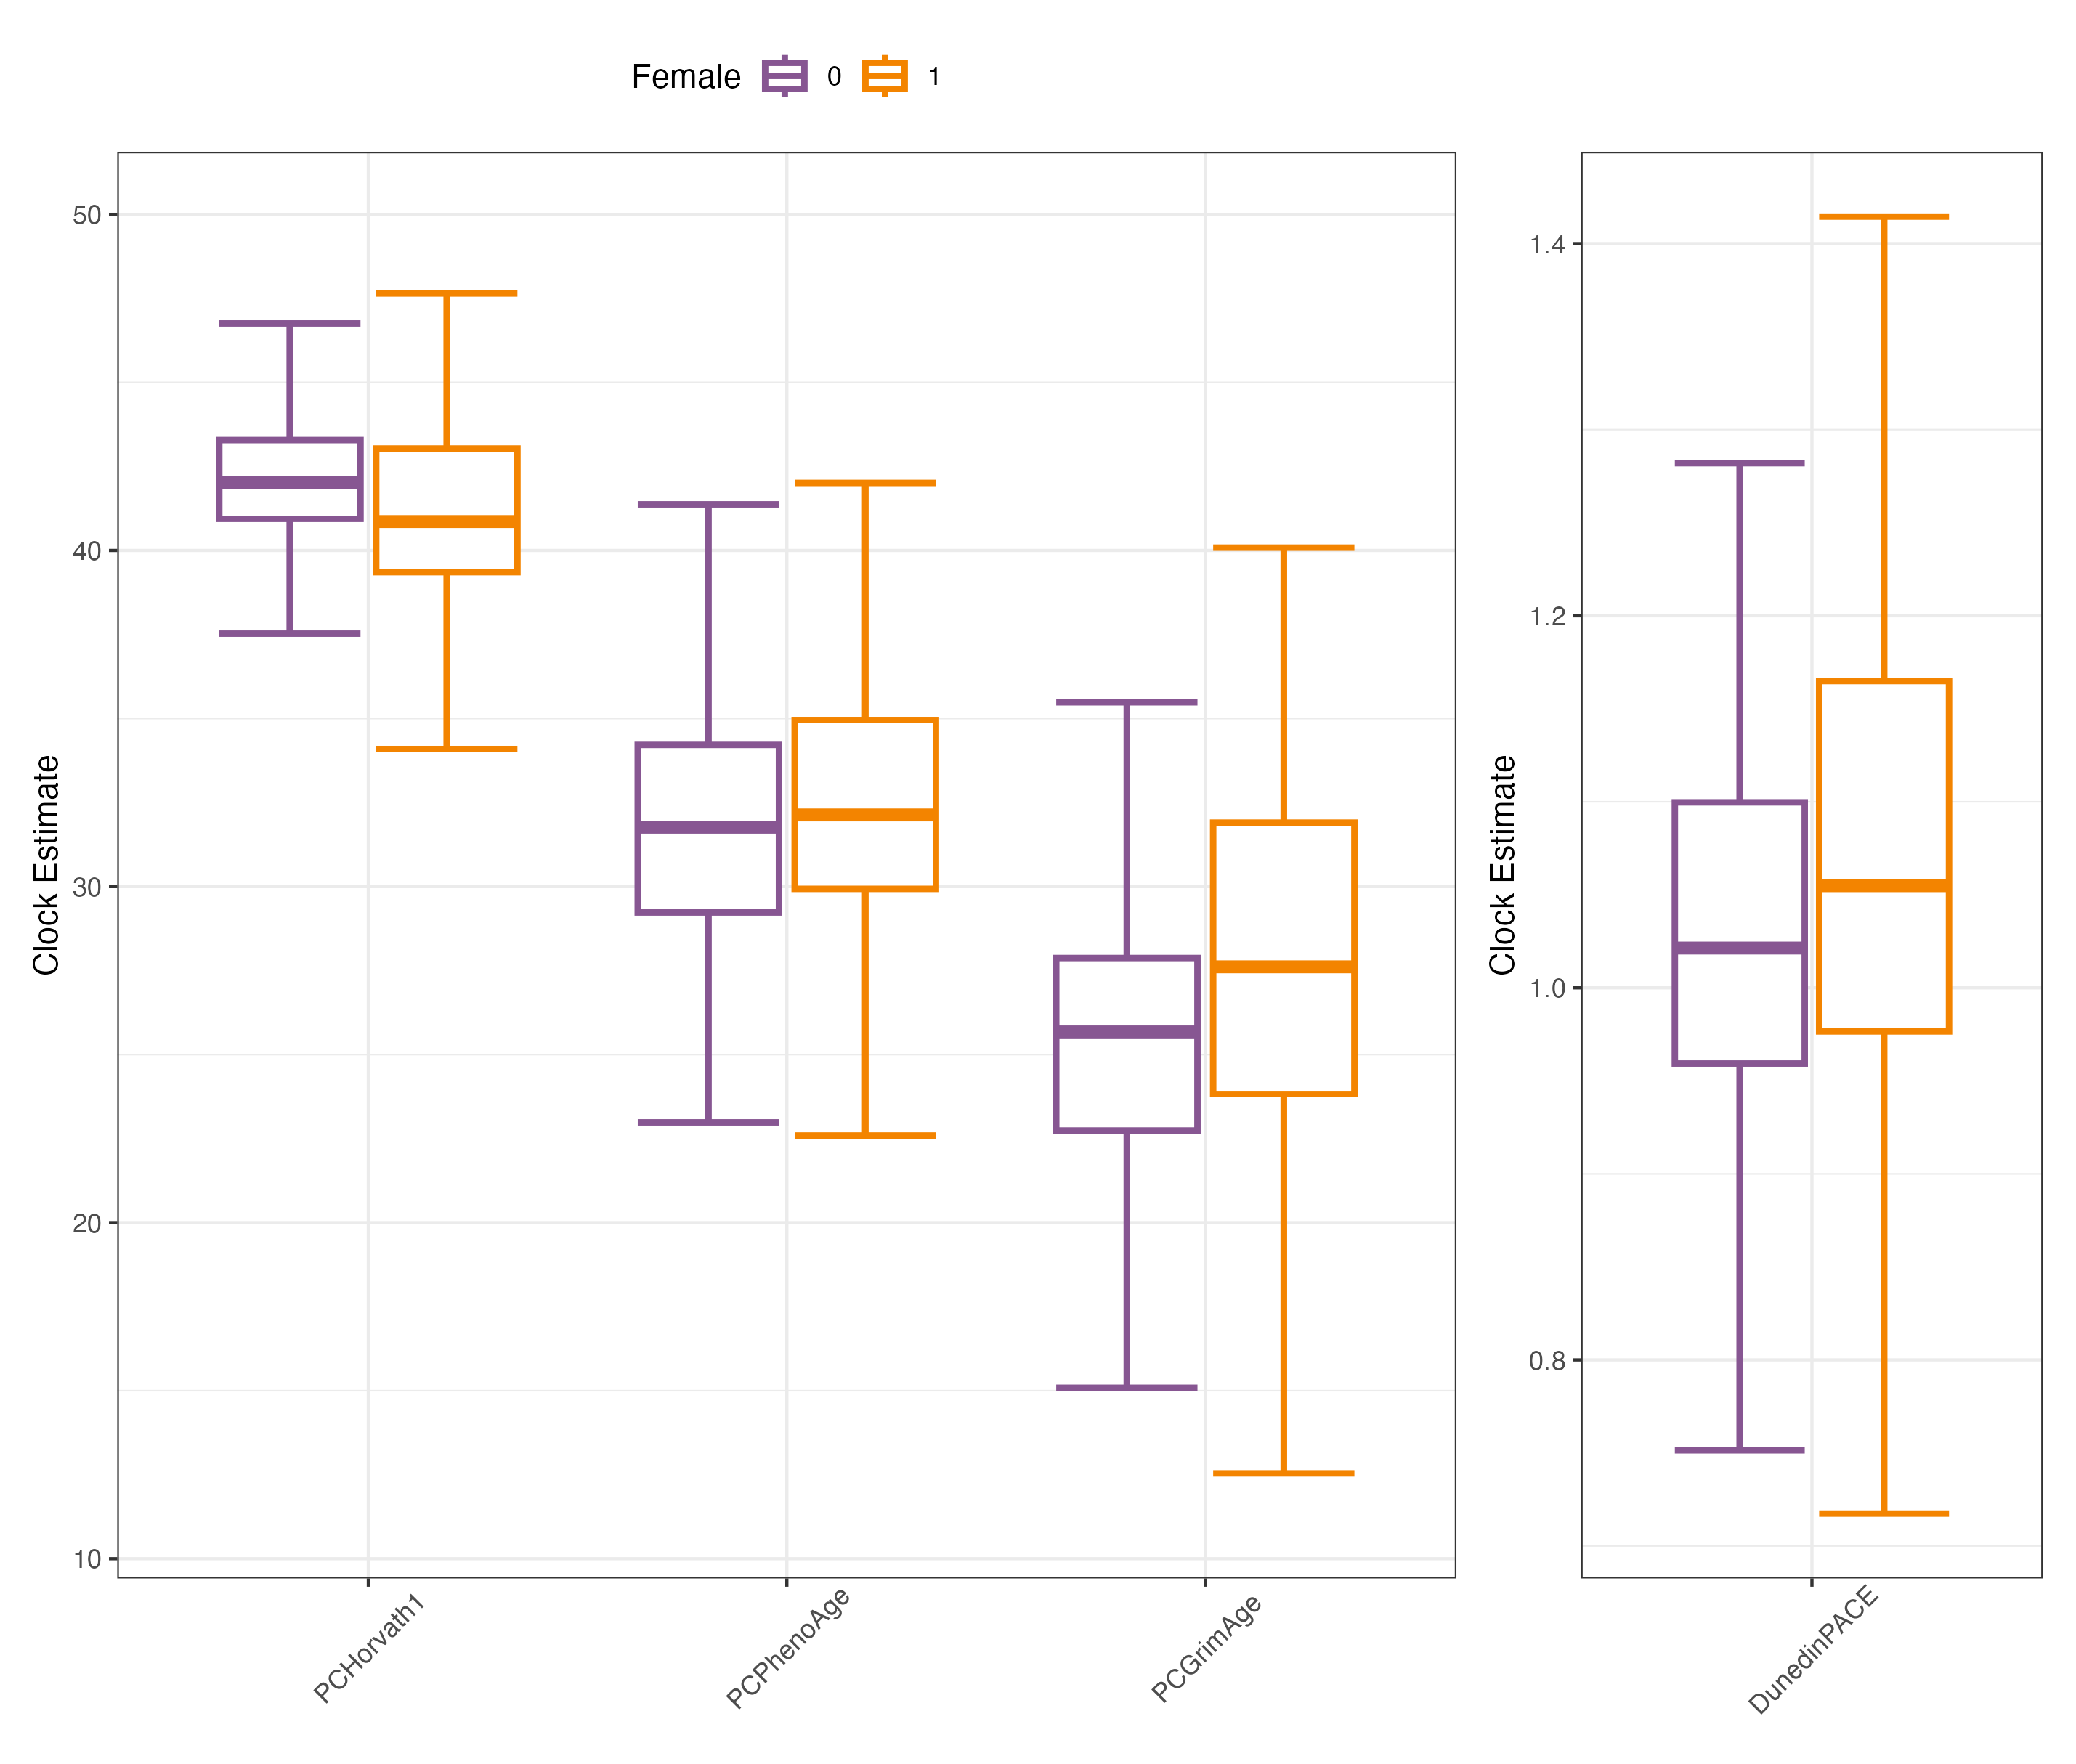 Female 0 1
Clock Estimate
50
40
30
20
10
PCHorvath1
PCPhenoAge
PCGrimAge
Clock Estimate
1.4
1.2
1.0
0.8
DunedinPACE